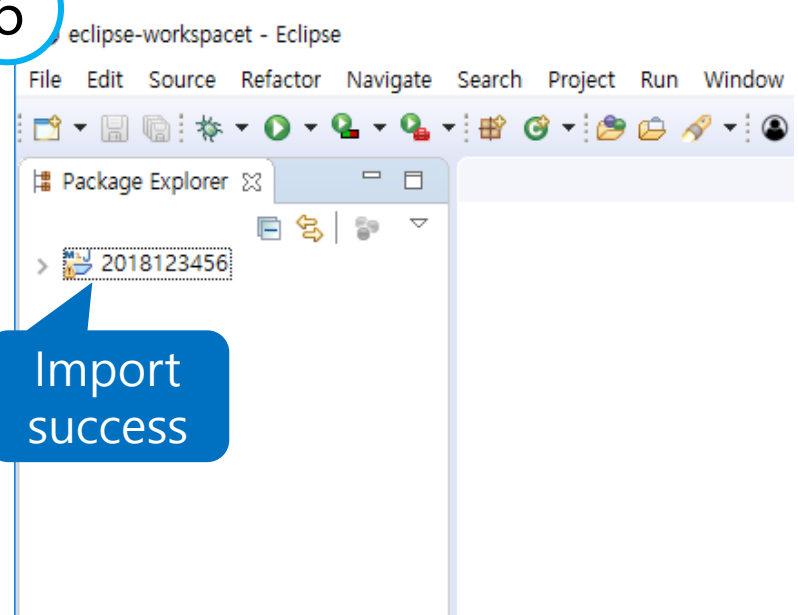 eclipse-workspacet - Eclipse
File Edit Source Refactor Navigate Search Project Run Window
Package Explorer
2018123456
Import
success